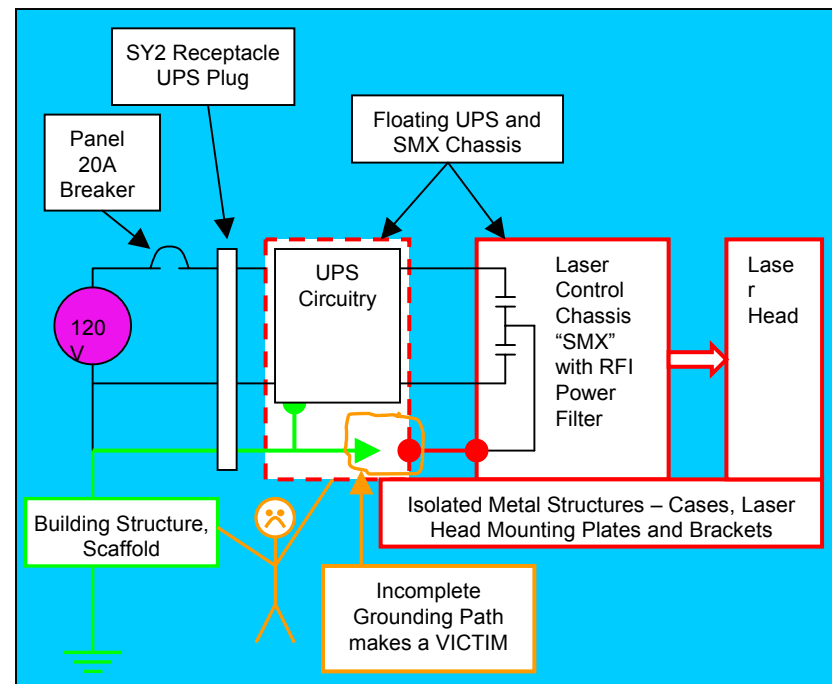 SY2 Receptacle
UPS Plug
Panel
20A
Breaker
Floating UPS and
SMX Chassis
120
V
UPS
Circuitry
Laser
Control
Chassis
“SMX”
with RFI
Power
Filter
Lase
r
Head
Building Structure,
Scaffold
Isolated Metal Structures – Cases, Laser
Head Mounting Plates and Brackets
Incomplete
Grounding Path
makes a VICTIM